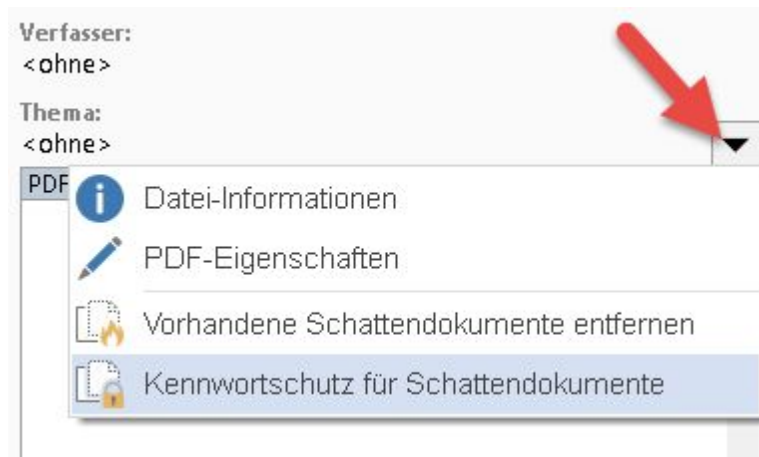 Verfasser:
<ohne>
Thema:
<ohne>
PDF
Datei-Informationen
PDF-Eigenschaften
Vorhandene Schattendokumente entfernen
Kennwortschutz für Schattendokumente